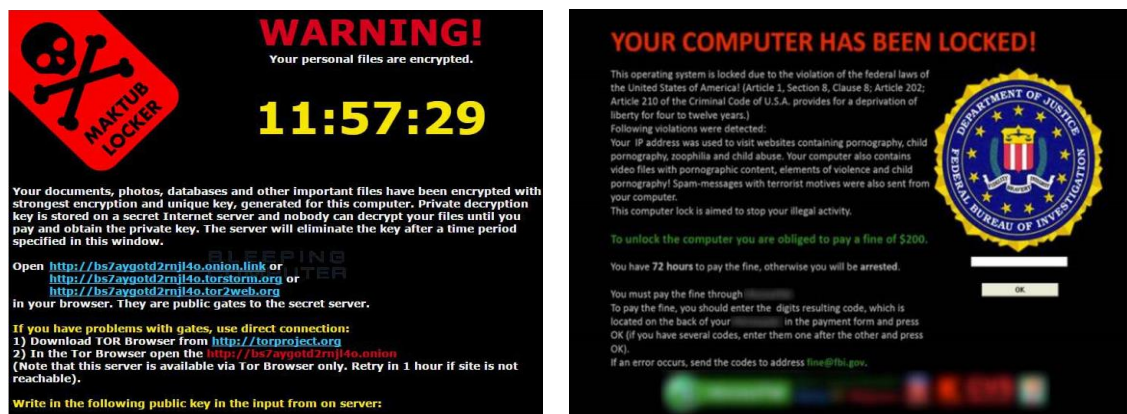 WARNING!
Your personal files are encrypted.
11:57:29
MAKTUB
LOCKER
Your documents, photos, databases and other important files have been encrypted with
strongest encryption and unique key, generated for this computer. Private decryption
key is stored on a secret Internet server and nobody can decrypt your files until you
pay and obtain the private key. The server will eliminate the key after a time period
specified in this window.
BLEEPING
COMPUTER
Open http://bs7aygotd2rnjl4o.onion.link or
http://bs7aygotd2rnjl4o.torstorm.org or
http://bs7aygotd2rnjl4o.tor2web.org
in your browser. They are public gates to the secret server.
If you have problems with gates, use direct connection:
1) Download TOR Browser from http://torproject.org
2) In the Tor Browser open the http://bs7aygotd2rnjl4o.onion
(Note that this server is available via Tor Browser only. Retry in 1 hour if site is not
reachable).
Write in the following public key in the input from on server:
YOUR COMPUTER HAS BEEN LOCKED!
This operating system is locked due to the violation of the federal laws of
the United States of America! (Article 1, Section 8, Clause 8; Article 202;
Article 210 of the Criminal Code of U.S.A. provides for a deprivation of
liberty for four to twelve years.)
Following violations were detected:
Your IP address was used to visit websites containing pornography, child
pornography, zoophilia and child abuse. Your computer also contains
video files with pornographic content, elements of violence and child
pornography! Spam-messages with terrorist motives were also sent from
your computer.
This computer lock is aimed to stop your illegal activity.
To unlock the computer you are obliged to pay a fine of $200.
You have 72 hours to pay the fine, otherwise you will be arrested.
You must pay the fine through
To pay the fine, you should enter the digits resulting code, which is
located on the back of your in the payment form and press
OK (if you have several codes, enter them one after the other and press
OK).
If an error occurs, send the codes to address fine@fbi.gov.
DEPARTMENT OF JUSTICE
FIDELITY BRAVERY INTEGRITY
FEDERAL BUREAU OF INVESTIGATION
OK